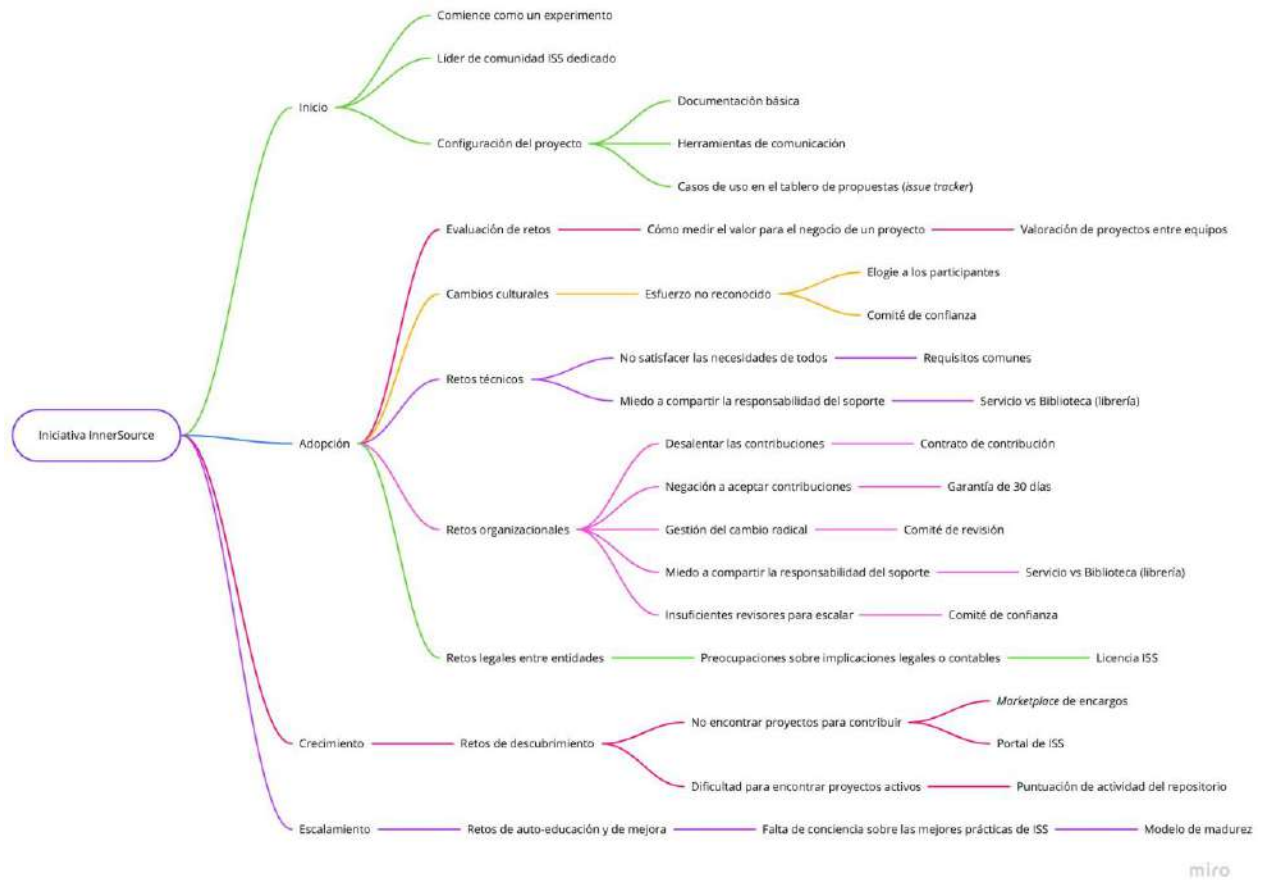 Comience como un experimento
Líder de comunidad ISS dedicado
Inicio
Documentación básica
Configuración del proyecto
Herramientas de comunicación
Casos de uso en el tablero de propuestas (issue tracker)
Evaluación de retos
Cómo medir el valor para el negocio de un proyecto
Valoración de proyectos entre equipos
Elogie a los participantes
Cambios culturales
Esfuerzo no reconocido
Comité de confianza
No satisfacer las necesidades de todos
Requisitos comunes
Retos técnicos
Miedo a compartir la responsabilidad del soporte
Servicio vs Biblioteca (librería)
Iniciativa InnerSource
Adopción
Desalentar las contribuciones
Contrato de contribución
Negación a aceptar contribuciones
Garantía de 30 días
Retos organizacionales
Gestión del cambio radical
Comité de revisión
Miedo a compartir la responsabilidad del soporte
Servicio vs Biblioteca (librería)
Insuficientes revisores para escalar
Comité de confianza
Retos legales entre entidades
Preocupaciones sobre implicaciones legales o contables
Licencia ISS
Marketplace de encargos
No encontrar proyectos para contribuir
Crecimiento
Retos de descubrimiento
Portal de ISS
Dificultad para encontrar proyectos activos
Puntuación de actividad del repositorio
Escalamiento
Retos de auto-educación y de mejora
Falta de conciencia sobre las mejores prácticas de ISS
Modelo de madurez
miro